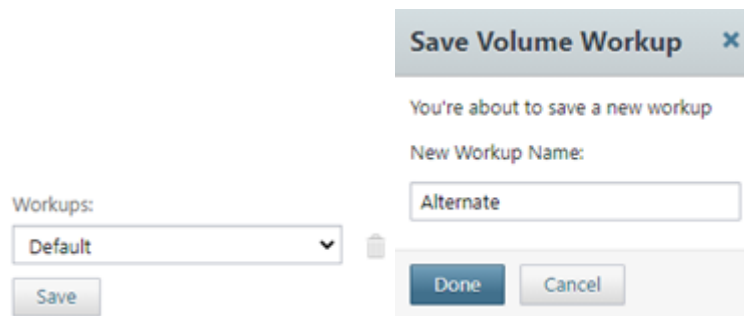 Workups:
Default
Save
Save Volume Workup
You're about to save a new workup
New Workup Name:
Alternate
Done
Cancel